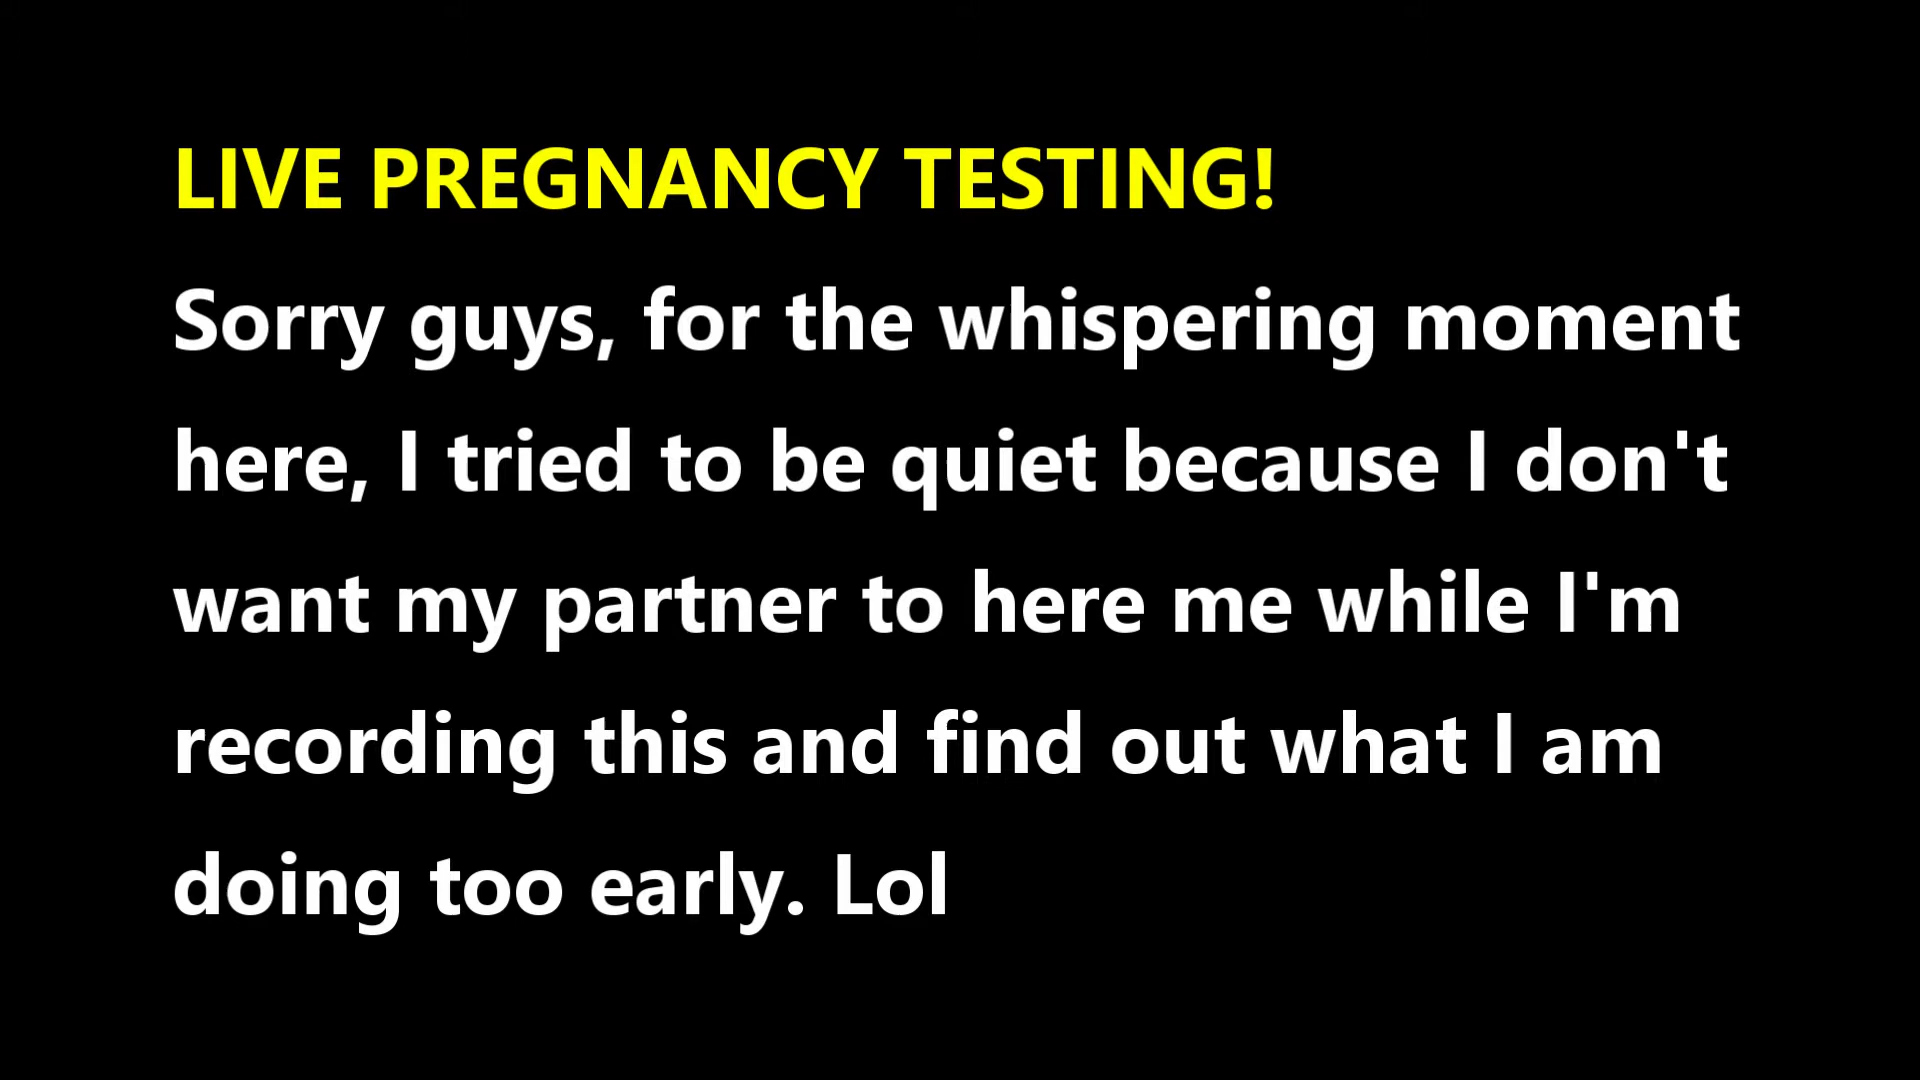 LIVE PREGNANCY TESTING!
Sorry guys, for the whispering moment
here, I tried to be quiet because I don't
want my partner to here me while I'm
recording this and find out what I am
doing too early. Lol